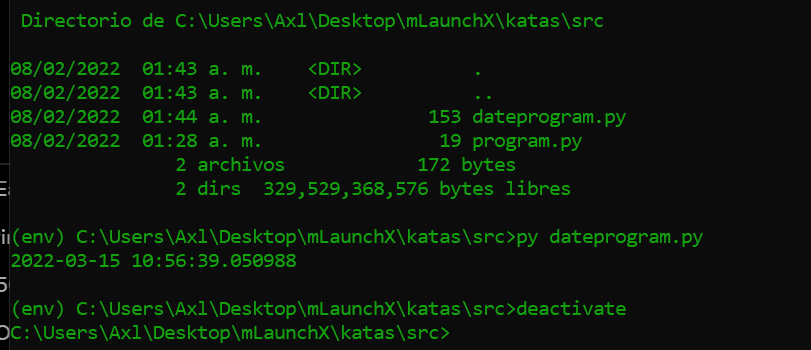 Directorio de C:\Users\Axl\Desktop\mLaunchX\katas\src
08/02/2022  01:43 a. m.    <DIR>          .
08/02/2022  01:43 a. m.    <DIR>          ..
08/02/2022  01:44 a. m.               153 dateprogram.py
08/02/2022  01:28 a. m.                19 program.py
2 archivos            172 bytes
2 dirs  329,529,368,576 bytes libres
(env) C:\Users\Axl\Desktop\mLaunchX\katas\src>py dateprogram.py
2022-03-15 10:56:39.050988
(env) C:\Users\Axl\Desktop\mLaunchX\katas\src>deactivate
C:\Users\Axl\Desktop\mLaunchX\katas\src>